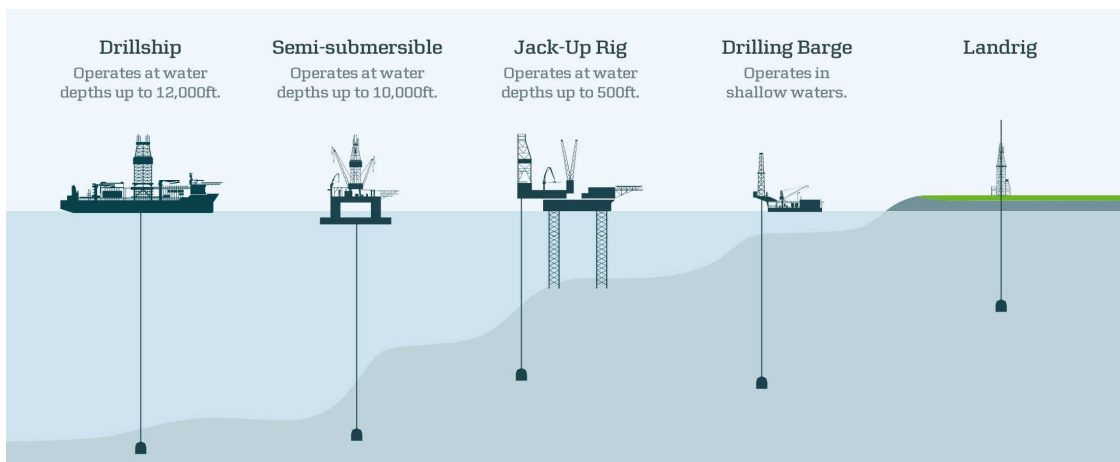 Drillship
Operates at water
depths up to 12,000ft.
Semi-submersible
Operates at water
depths up to 10,000ft.
Jack-Up Rig
Operates at water
depths up to 500ft.
Drilling Barge
Operates in
shallow waters.
Landrig